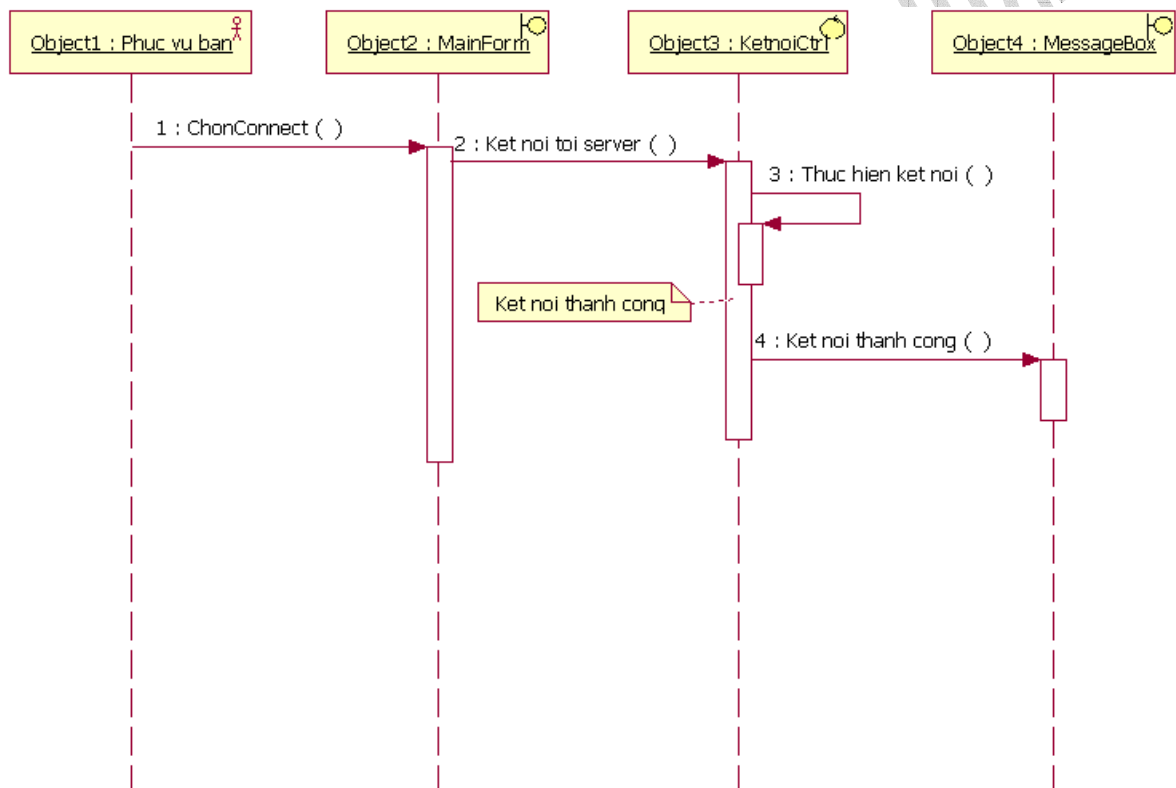 Object1 : Phuc vu ban
Object2 : MainForm
Object3 : KetnoiCtrl
Object4 : MessageBox
1 : ChonConnect ( )
2 : Ket noi toi server ( )
3 : Thuc hien ket noi ( )
Ket noi thanh cong
4 : Ket noi thanh cong ( )